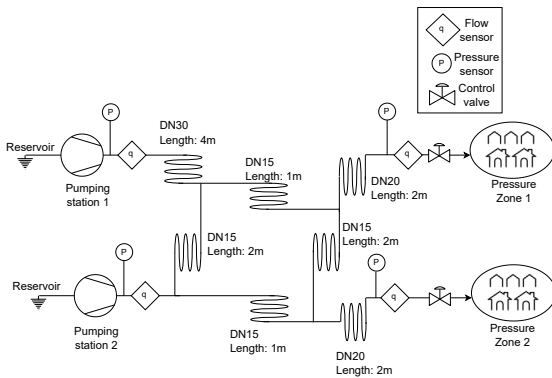 q
Flow
sensor
P
Pressure
sensor
Control
valve
P
P
DN30
Length: 4m
Reservoir
q
DN15
Length: 1m
q
Pumping
station 1
DN20
Length: 2m
Pressure
Zone 1
DN15
Length: 2m
DN15
Length: 2m
P
P
Reservoir
q
q
Pumping
station 2
DN15
Length: 1m
DN20
Length: 2m
Pressure
Zone 2